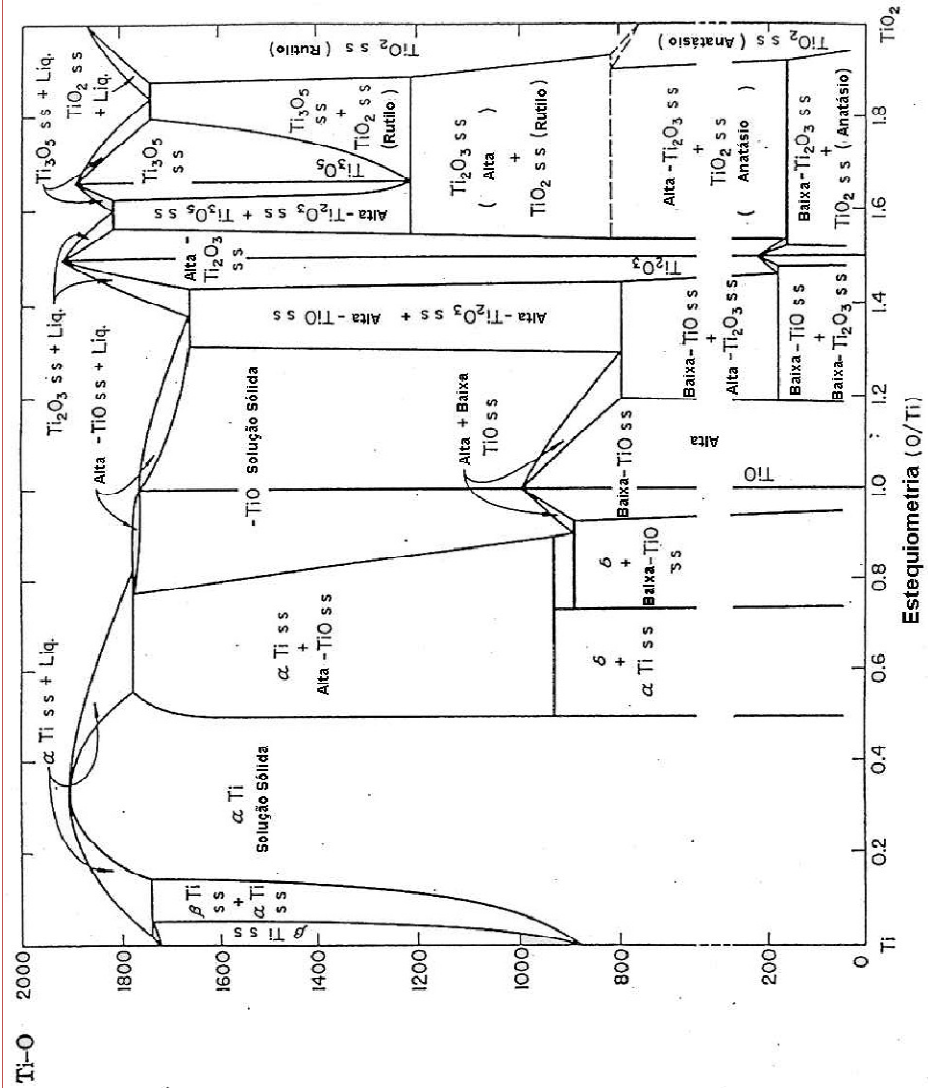 Ti-O
2000
1800
1600
1400
1200
1000
800
200
0
Ti
0.2
0.4
0.6
0.8
1.0
1.2
1.4
1.6
1.8
TiO₂
Estequiometria (O/Ti)
α Ti ss + Liq.
Alta -TiO ss + Liq.
Ti₂O₃ ss + Liq.
Ti₃O₅ ss + Liq.
TiO₂ ss
+ Liq.
β Ti ss
β Ti
ss
+
α Ti
ss
α Ti
Solução Sólida
α Ti ss
+
Alta -TiO ss
-TiO Solução Sólida
Alta-Ti₂O₃ ss + Alta-TiO ss
Alta -
Ti₂O₃
ss
Alta-Ti₂O₃ ss + Ti₃O₅ ss
Ti₃O₅
ss
Ti₃O₅
Ti₃O₅
ss
+
TiO₂ ss
(Rutilo)
TiO₂ ss (Rutilo)
Alta + Baixa
TiO ss
Ti₂O₃ ss
( Alta )
+
TiO₂ ss (Rutilo)
δ
+
α Ti ss
δ
+
Baixa-TiO
ss
Baixa-TiO ss
TiO
Alta
Baixa-TiO ss
+
Alta-Ti₂O₃ss
Baixa-TiO ss
+
Baixa-Ti₂O₃ ss
Ti₂O₃
Alta-Ti₂O₃ ss
+
TiO₂ ss
( Anatásio )
Baixa-Ti₂O₃ ss
+
TiO₂ ss (Anatásio)
TiO₂ ss (Anatásio)